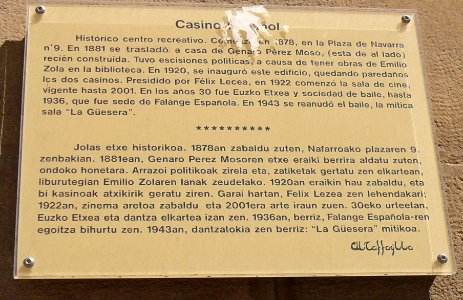 Casino Español
Histórico centro recreativo. Comenzó en 1878, en la Plaza de Navarra
nº9. En 1881 se trasladó a casa de Genaro Pérez Moso, (esta de al lado)
recién construida. Tuvo escisiones políticas, a causa de tener obras de Emilio
Zola en la biblioteca. En 1920, se inauguró este edificio, quedando paredaños
los dos casinos. Presidido por Félix Lecea, en 1922 comenzó la sala de cine,
vigente hasta 2001. En los años 30 fue Euzko Etxea y sociedad de baile, hasta
1936, que fue sede de Falange Española. En 1943 se reanudó el baile, la mítica
sala "La Güesera".
**********
Jolas etxe historikoa. 1878an zabaldu zuten, Nafarroako plazaren 9.
zenbakian. 1881ean, Genaro Perez Mosoren etxe eraiki berrira aldatu zuten,
ondoko honetara. Arrazoi politikoak zirela eta, zatiketak gertatu zen elkartean,
liburutegian Emilio Zolaren lanak zeudelako. 1920an eraikin hau zabaldu, eta
bi kasinoak atxikirik geratu ziren. Garai hartan, Felix Lezea zen lehendakari;
1922an, zinema aretoa zabaldu eta 2001era arte iraun zuen. 30eko urteetan,
Euzko Etxea eta dantza elkartea izan zen. 1936an, berriz, Falange Española-ren
egoitza bihurtu zen. 1943an, dantzatokia zen berriz: "La Güesera" mitikoa.
Altaffaylla